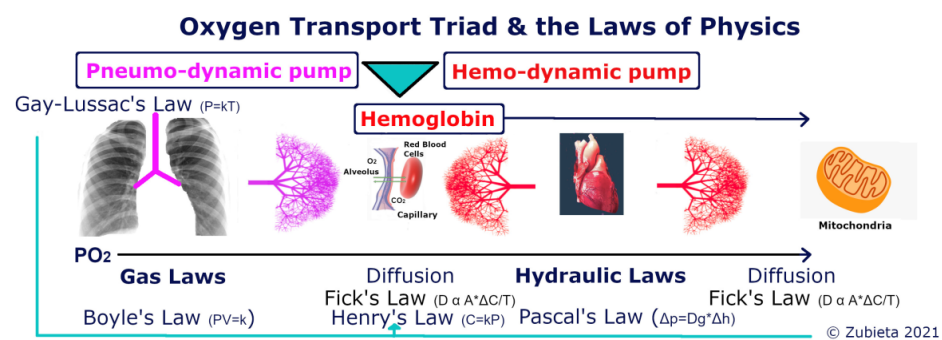 Oxygen Transport Triad & the Laws of Physics
Pneumo-dynamic pump
Hemo-dynamic pump
Gay-Lussac's Law (P=kT)
Hemoglobin
Red Blood
Cells
O2
Alveolus
CO2
Capillary
Mitochondria
PO2
Gas Laws
Diffusion
Hydraulic Laws
Diffusion
Fick's Law (D α A*ΔC/T)
Fick's Law (D α A*ΔC/T)
Boyle's Law (PV=k)
Henry's Law (C=kP)
Pascal's Law (Δp=Dg*Δh)
© Zubieta 2021